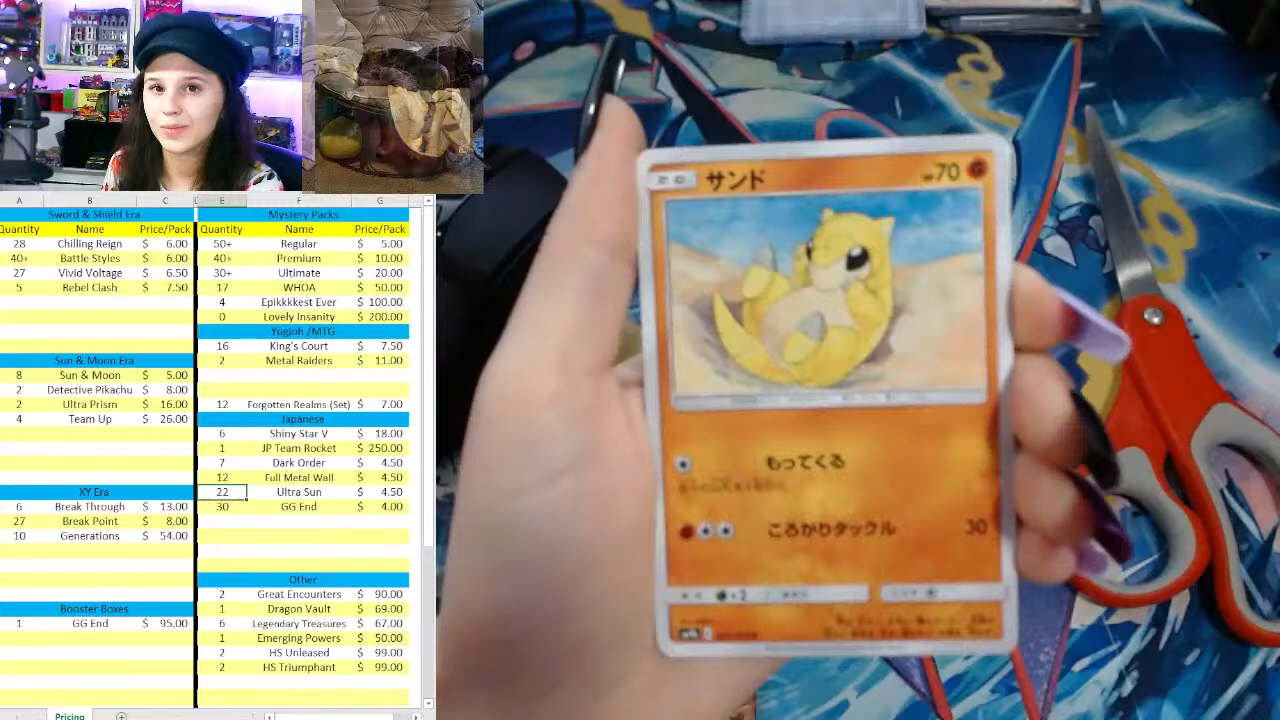 A B C E F G
Sword & Shield Era
Quantity Name Price/Pack
28 Chilling Reign $ 6.00
40+ Battle Styles $ 6.00
27 Vivid Voltage $ 6.50
5 Rebel Clash $ 7.50
Sun & Moon Era
8 Sun & Moon $ 5.00
2 Detective Pikachu $ 8.00
2 Ultra Prism $ 16.00
4 Team Up $ 26.00
XY Era
6 Break Through $ 13.00
27 Break Point $ 8.00
10 Generations $ 54.00
Booster Boxes
1 GG End $ 95.00
Mystery Packs
Quantity Name Price/Pack
50+ Regular $ 5.00
40+ Premium $ 10.00
30+ Ultimate $ 20.00
17 WHOA $ 50.00
4 Epikkkkest Ever $ 100.00
0 Lovely Insanity $ 200.00
Yugioh /MTG
16 King's Court $ 7.50
2 Metal Raiders $ 11.00
12 Forgotten Realms (Set) $ 7.00
Japanese
6 Shiny Star V $ 18.00
1 JP Team Rocket $ 250.00
7 Dark Order $ 4.50
12 Full Metal Wall $ 4.50
22 Ultra Sun $ 4.50
30 GG End $ 4.00
Other
2 Great Encounters $ 90.00
1 Dragon Vault $ 69.00
6 Legendary Treasures $ 67.00
1 Emerging Powers $ 50.00
2 HS Unleased $ 99.00
2 HS Triumphant $ 99.00
Pricing
サンド HP 70
もってくる
ころがりタックル 30
×2